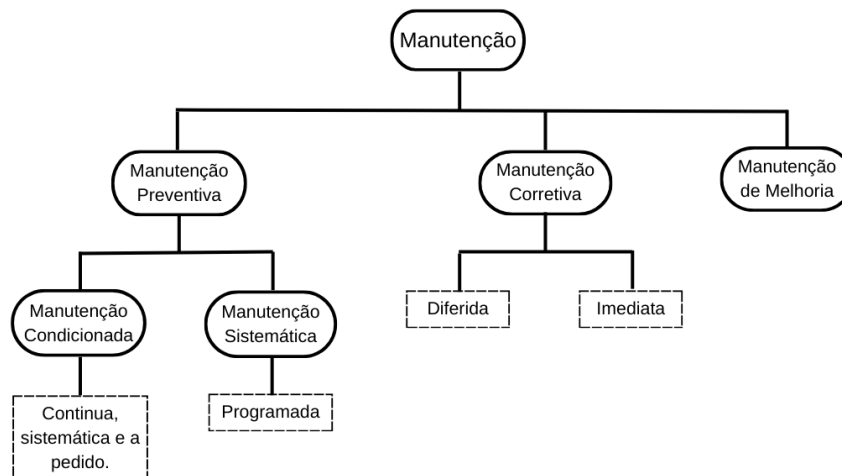 Manutenção
Manutenção
Preventiva
Manutenção
Corretiva
Manutenção
de Melhoria
Manutenção
Condicionada
Manutenção
Sistemática
Diferida
Imediata
Continua,
sistemática e a
pedido.
Programada